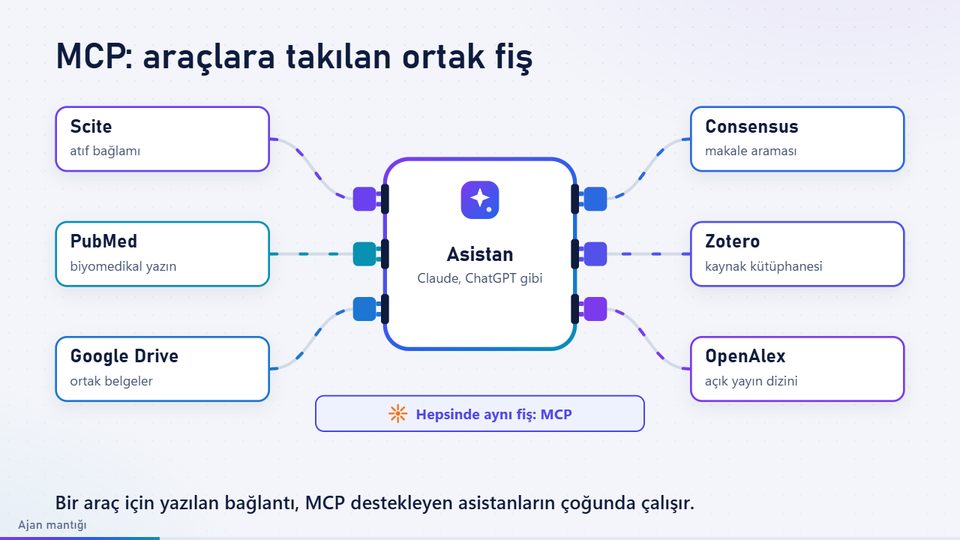 MCP: araçlara takılan ortak fiş
Scite
atıf bağlamı
PubMed
biyomedikal yazın
Google Drive
ortak belgeler
Asistan
Claude, ChatGPT gibi
Consensus
makale araması
Zotero
kaynak kütüphanesi
OpenAlex
açık yayın dizini
Hepsinde aynı fiş: MCP
Bir araç için yazılan bağlantı, MCP destekleyen asistanların çoğunda çalışır.
Ajan mantığı